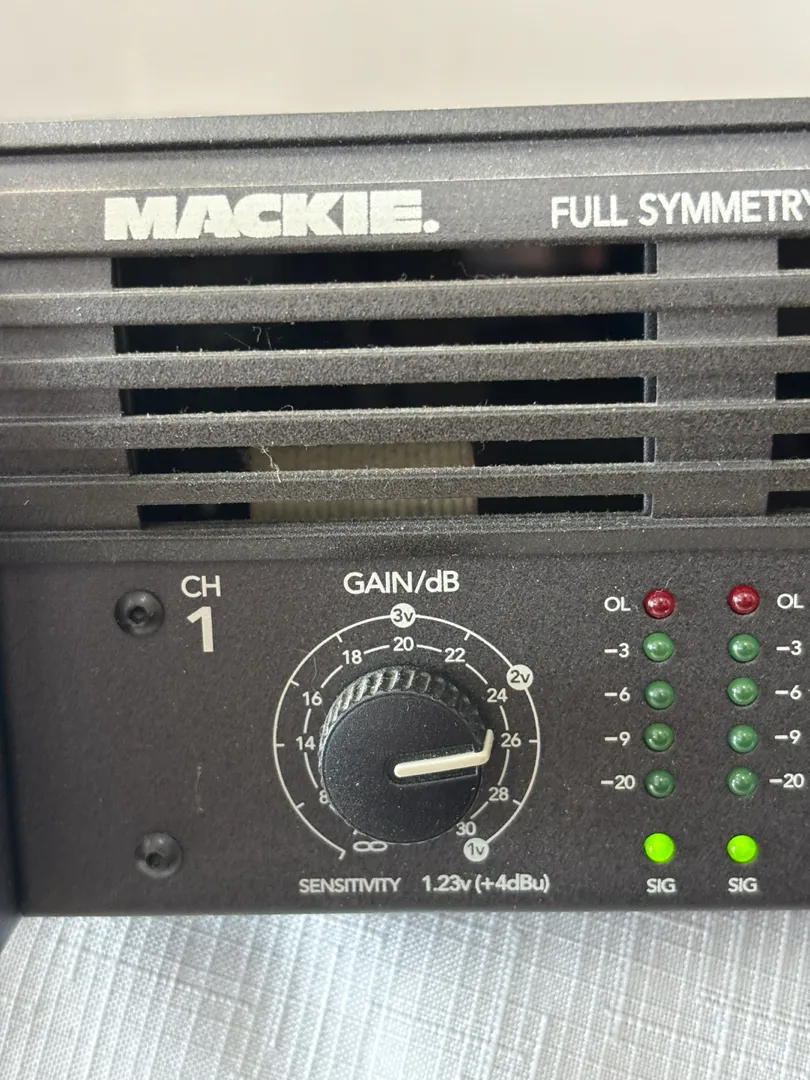 MACKIE.
FULL SYMMETRY
CH
1
GAIN/dB
3v
2v
1v
18
20
22
16
24
14
26
8
28
30
∞
SENSITIVITY 1.23v (+4dBu)
OL OL
−3 −3
−6 −6
−9 −9
−20 −20
SIG SIG